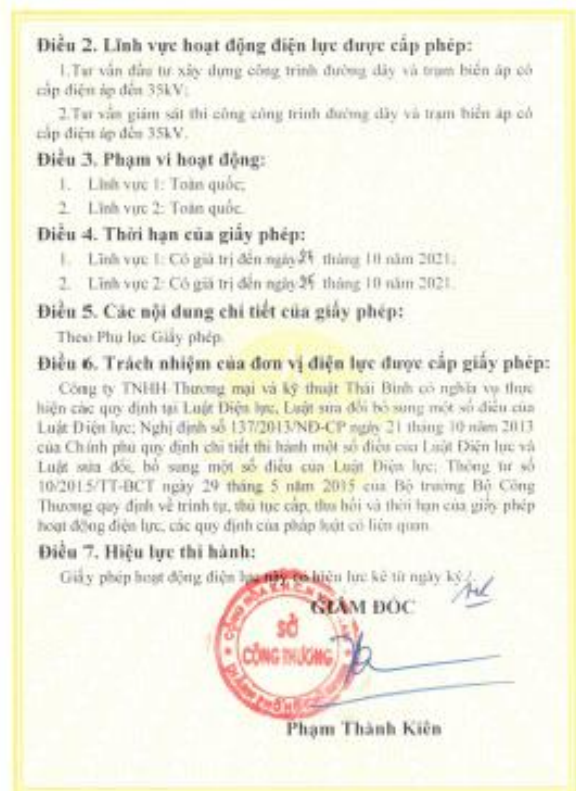 Điều 2. Lĩnh vực hoạt động điện lực được cấp phép:
1.Tư vấn đầu tư xây dựng công trình đường dây và trạm biến áp có
cấp điện áp đến 35kV;
2.Tư vấn giám sát thi công công trình đường dây và trạm biến áp có
cấp điện áp đến 35kV.
Điều 3. Phạm vi hoạt động:
1. Lĩnh vực 1: Toàn quốc;
2. Lĩnh vực 2: Toàn quốc.
Điều 4. Thời hạn của giấy phép:
1. Lĩnh vực 1: Có giá trị đến ngày tháng 10 năm 2021;
2. Lĩnh vực 2: Có giá trị đến ngày tháng 10 năm 2021.
Điều 5. Các nội dung chi tiết của giấy phép:
Theo Phụ lục Giấy phép.
Điều 6. Trách nhiệm của đơn vị điện lực được cấp giấy phép:
Công ty TNHH Thương mại và kỹ thuật Thái Bình có nghĩa vụ thực
hiện các quy định tại Luật Điện lực, Luật sửa đổi bổ sung một số điều của
Luật Điện lực; Nghị định số 137/2013/NĐ-CP ngày 21 tháng 10 năm 2013
của Chính phủ quy định chi tiết thi hành một số điều của Luật Điện lực và
Luật sửa đổi, bổ sung một số điều của Luật Điện lực; Thông tư số
10/2015/TT-BCT ngày 29 tháng 5 năm 2015 của Bộ trưởng Bộ Công
Thương quy định về trình tự, thủ tục cấp, thu hồi và thời hạn của giấy phép
hoạt động điện lực, các quy định của pháp luật có liên quan.
Điều 7. Hiệu lực thi hành:
Giấy phép hoạt động điện lực này có hiệu lực kể từ ngày ký./.
GIÁM ĐỐC
SỞ
CÔNG THƯƠNG
Phạm Thành Kiên